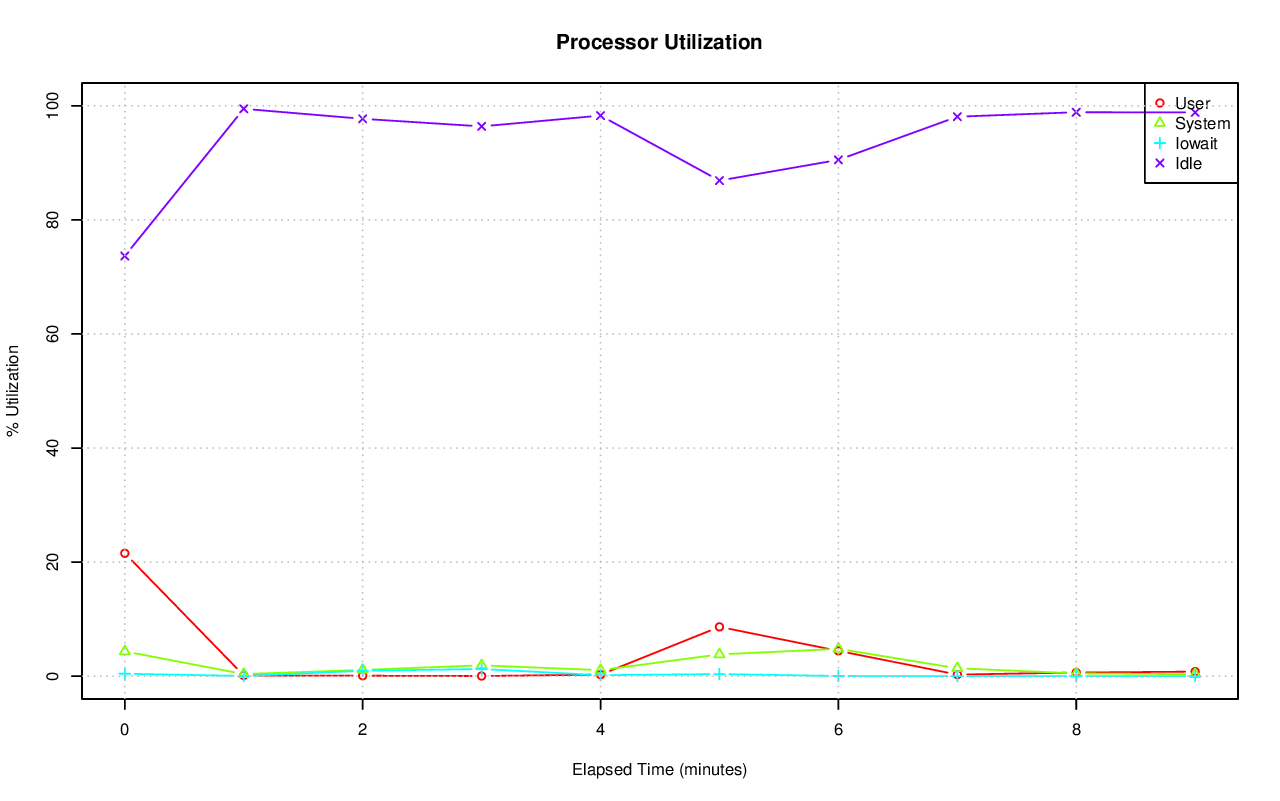 Processor Utilization
% Utilization
100
80
60
40
20
0
User
System
Iowait
Idle
0 2 4 6 8
Elapsed Time (minutes)